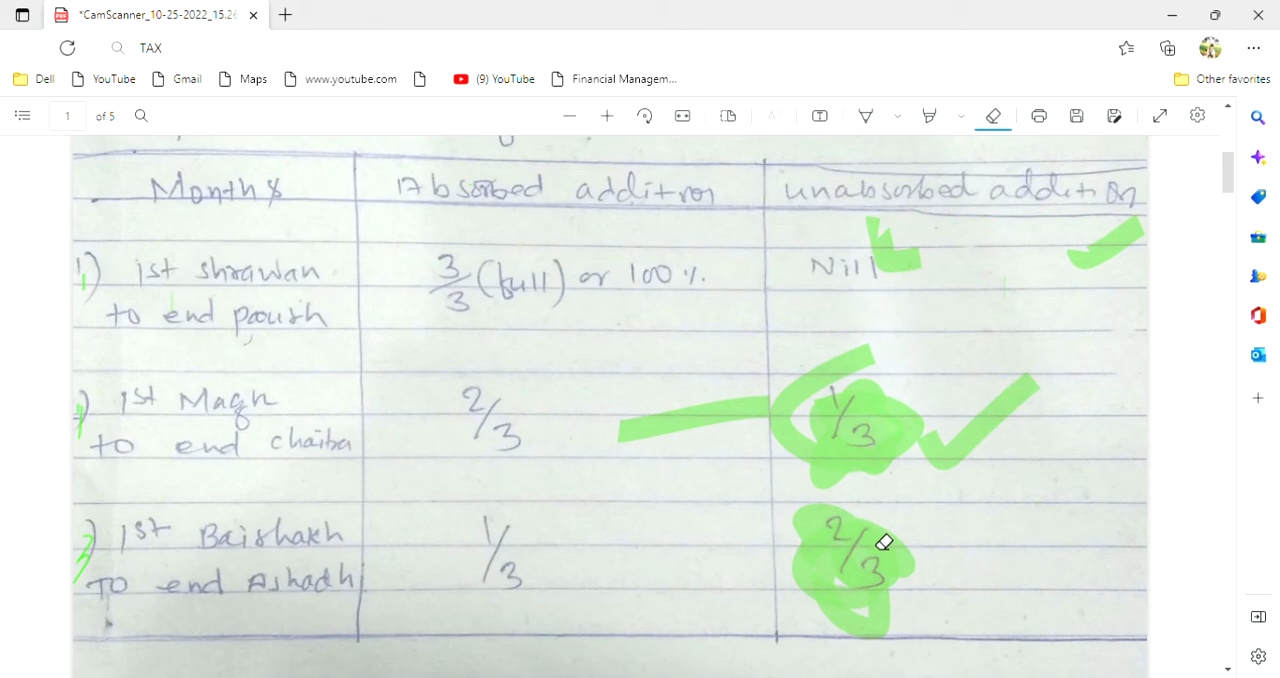 *CamScanner_10-25-2022_15.26
TAX
Dell YouTube Gmail Maps www.youtube.com (9) YouTube Financial Managem... Other favorites
1 of 5
Months Absorbed addition unabsorbed addition
1) 1st Shrawan 3/3 (full) or 100% Nill
to end poush
2) 1st Magh 2/3 1/3
to end chaitra
3) 1st Baishakh 1/3 2/3
To end Ashadh